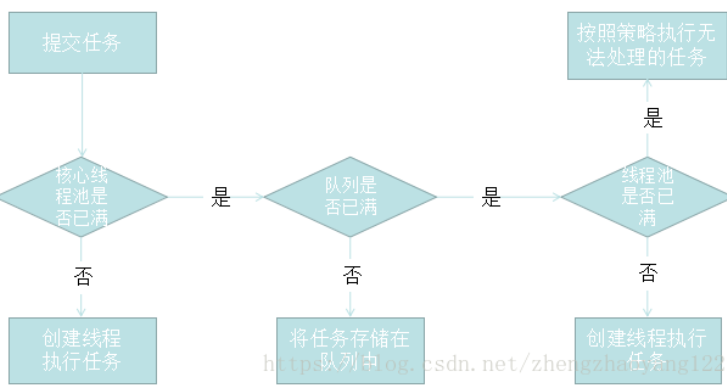 提交任务
按照策略执行无
法处理的任务
是
核心线
程池是
否已满
是
队列是
否已满
是
线程池
是否已
满
否
否
否
创建线程
执行任务
将任务存储在
队列中
创建线程执行
任务
https://blog.csdn.net/zhengzhaoyang122